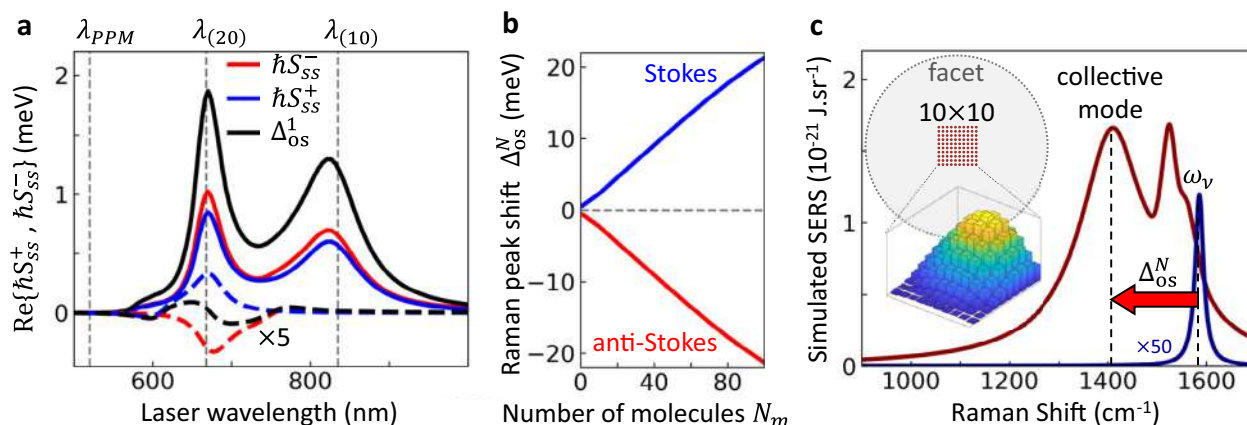 a
λ_PPM
λ_(20)
λ_(10)
ħS_ss^-
ħS_ss^+
Δ_os^1
×5
Re{ħS_ss^+ , ħS_ss^-} (meV)
2
1
0
600
800
Laser wavelength (nm)
b
Stokes
anti-Stokes
Raman peak shift Δ_os^N (meV)
20
10
0
−10
−20
0
40
80
Number of molecules N_m
c
facet
10×10
collective
mode
ω_ν
Δ_os^N
×50
Simulated SERS (10^-21 J.sr^-1)
2
1
0
1000
1200
1400
1600
Raman Shift (cm^-1)